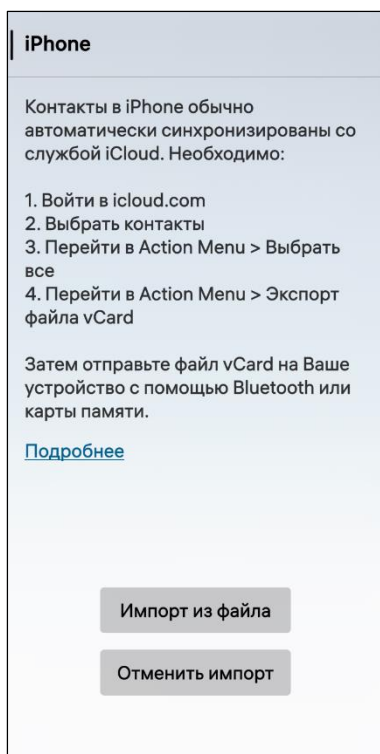 iPhone
Контакты в iPhone обычно
автоматически синхронизированы со
службой iCloud. Необходимо:
1. Войти в icloud.com
2. Выбрать контакты
3. Перейти в Action Menu > Выбрать
все
4. Перейти в Action Menu > Экспорт
файла vCard
Затем отправьте файл vCard на Ваше
устройство с помощью Bluetooth или
карты памяти.
Подробнее
Импорт из файла
Отменить импорт